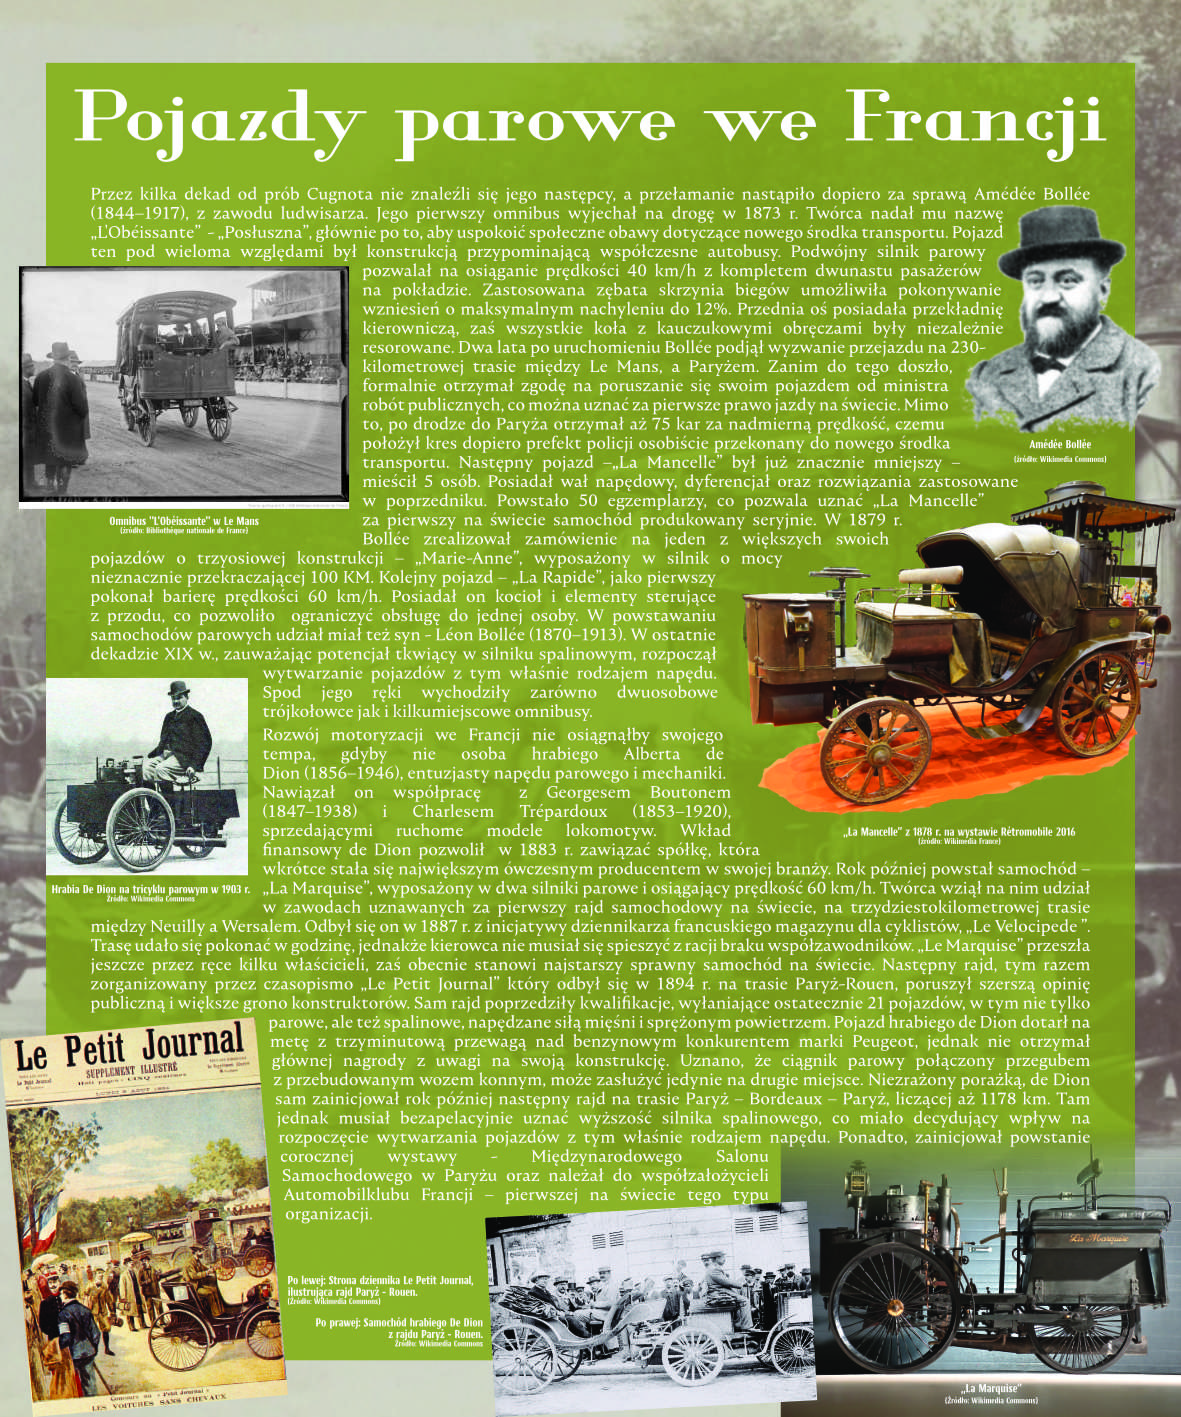 Pojazdy parowe we Francji
Przez kilka dekad od prób Cugnota nie znaleźli się jego następcy, a przełamanie nastąpiło dopiero za sprawą Amédée Bollée
(1844–1917), z zawodu ludwisarza. Jego pierwszy omnibus wyjechał na drogę w 1873 r. Twórca nadał mu nazwę
„L'Obéissante” - „Posłuszna”, głównie po to, aby uspokoić społeczne obawy dotyczące nowego środka transportu. Pojazd
ten pod wieloma względami był konstrukcją przypominającą współczesne autobusy. Podwójny silnik parowy
pozwalał na osiąganie prędkości 40 km/h z kompletem dwunastu pasażerów
na pokładzie. Zastosowana zębata skrzynia biegów umożliwiła pokonywanie
wzniesień o maksymalnym nachyleniu do 12%. Przednia oś posiadała przekładnię
kierowniczą, zaś wszystkie koła z kauczukowymi obręczami były niezależnie
resorowane. Dwa lata po uruchomieniu Bollée podjął wyzwanie przejazdu na 230-
kilometrowej trasie między Le Mans, a Paryżem. Zanim do tego doszło,
formalnie otrzymał zgodę na poruszanie się swoim pojazdem od ministra
robót publicznych, co można uznać za pierwsze prawo jazdy na świecie. Mimo
to, po drodze do Paryża otrzymał aż 75 kar za nadmierną prędkość, czemu
położył kres dopiero prefekt policji osobiście przekonany do nowego środka
transportu. Następny pojazd –„La Mancelle” był już znacznie mniejszy –
mieścił 5 osób. Posiadał wał napędowy, dyferencjał oraz rozwiązania zastosowane
w poprzedniku. Powstało 50 egzemplarzy, co pozwala uznać „La Mancelle”
za pierwszy na świecie samochód produkowany seryjnie. W 1879 r.
Bollée zrealizował zamówienie na jeden z większych swoich
pojazdów o trzyosiowej konstrukcji – „Marie-Anne”, wyposażony w silnik o mocy
nieznacznie przekraczającej 100 KM. Kolejny pojazd – „La Rapide”, jako pierwszy
pokonał barierę prędkości 60 km/h. Posiadał on kocioł i elementy sterujące
z przodu, co pozwoliło ograniczyć obsługę do jednej osoby. W powstawaniu
samochodów parowych udział miał też syn - Léon Bollée (1870–1913). W ostatnie
dekadzie XIX w., zauważając potencjał tkwiący w silniku spalinowym, rozpoczął
wytwarzanie pojazdów z tym właśnie rodzajem napędu.
Spod jego ręki wychodziły zarówno dwuosobowe
trójkołowce jak i kilkumiejscowe omnibusy.
Amédée Bollée
(źródło: Wikimedia Commons)
Omnibus "L'Obéissante" w Le Mans
(źródło: Bibliothèque nationale de France)
„La Mancelle” z 1878 r. na wystawie Rétromobile 2016
(źródło: Wikimedia France)
Rozwój motoryzacji we Francji nie osiągnąłby swojego
tempa, gdyby nie osoba hrabiego Alberta de
Dion (1856–1946), entuzjasty napędu parowego i mechaniki.
Nawiązał on współpracę z Georgesem Boutonem
(1847–1938) i Charlesem Trépardoux (1853–1920),
sprzedającymi ruchome modele lokomotyw. Wkład
finansowy de Dion pozwolił w 1883 r. zawiązać spółkę, która
wkrótce stała się największym ówczesnym producentem w swojej branży. Rok później powstał samochód –
„La Marquise”, wyposażony w dwa silniki parowe i osiągający prędkość 60 km/h. Twórca wziął na nim udział
w zawodach uznawanych za pierwszy rajd samochodowy na świecie, na trzydziestokilometrowej trasie
między Neuilly a Wersalem. Odbył się on w 1887 r. z inicjatywy dziennikarza francuskiego magazynu dla cyklistów, „Le Velocipede ”.
Trasę udało się pokonać w godzinę, jednakże kierowca nie musiał się spieszyć z racji braku współzawodników. „Le Marquise” przeszła
jeszcze przez ręce kilku właścicieli, zaś obecnie stanowi najstarszy sprawny samochód na świecie. Następny rajd, tym razem
zorganizowany przez czasopismo „Le Petit Journal” który odbył się w 1894 r. na trasie Paryż-Rouen, poruszył szerszą opinię
publiczną i większe grono konstruktorów. Sam rajd poprzedziły kwalifikacje, wyłaniające ostatecznie 21 pojazdów, w tym nie tylko
parowe, ale też spalinowe, napędzane siłą mięśni i sprężonym powietrzem. Pojazd hrabiego de Dion dotarł na
metę z trzyminutową przewagą nad benzynowym konkurentem marki Peugeot, jednak nie otrzymał
głównej nagrody z uwagi na swoją konstrukcję. Uznano, że ciągnik parowy połączony przegubem
z przebudowanym wozem konnym, może zasłużyć jedynie na drugie miejsce. Niezrażony porażką, de Dion
sam zainicjował rok później następny rajd na trasie Paryż – Bordeaux – Paryż, liczącej aż 1178 km. Tam
jednak musiał bezapelacyjnie uznać wyższość silnika spalinowego, co miało decydujący wpływ na
rozpoczęcie wytwarzania pojazdów z tym właśnie rodzajem napędu. Ponadto, zainicjował powstanie
corocznej wystawy - Międzynarodowego Salonu
Samochodowego w Paryżu oraz należał do współzałożycieli
Automobilklubu Francji – pierwszej na świecie tego typu
organizacji.
Hrabia De Dion na tricyklu parowym w 1903 r.
Źródło: Wikimedia Commons
Le Petit Journal
SUPPLÉMENT ILLUSTRÉ
Huit pages: CINQ centimes
Concours du « Petit Journal »
LES VOITURES SANS CHEVAUX
Po lewej: Strona dziennika Le Petit Journal,
ilustrująca rajd Paryż - Rouen.
(Źródło: Wikimedia Commons)
Po prawej: Samochód hrabiego De Dion
z rajdu Paryż - Rouen.
Źródło: Wikimedia Commons
La Marquise
„La Marquise”
(Źródło: Wikimedia Commons)